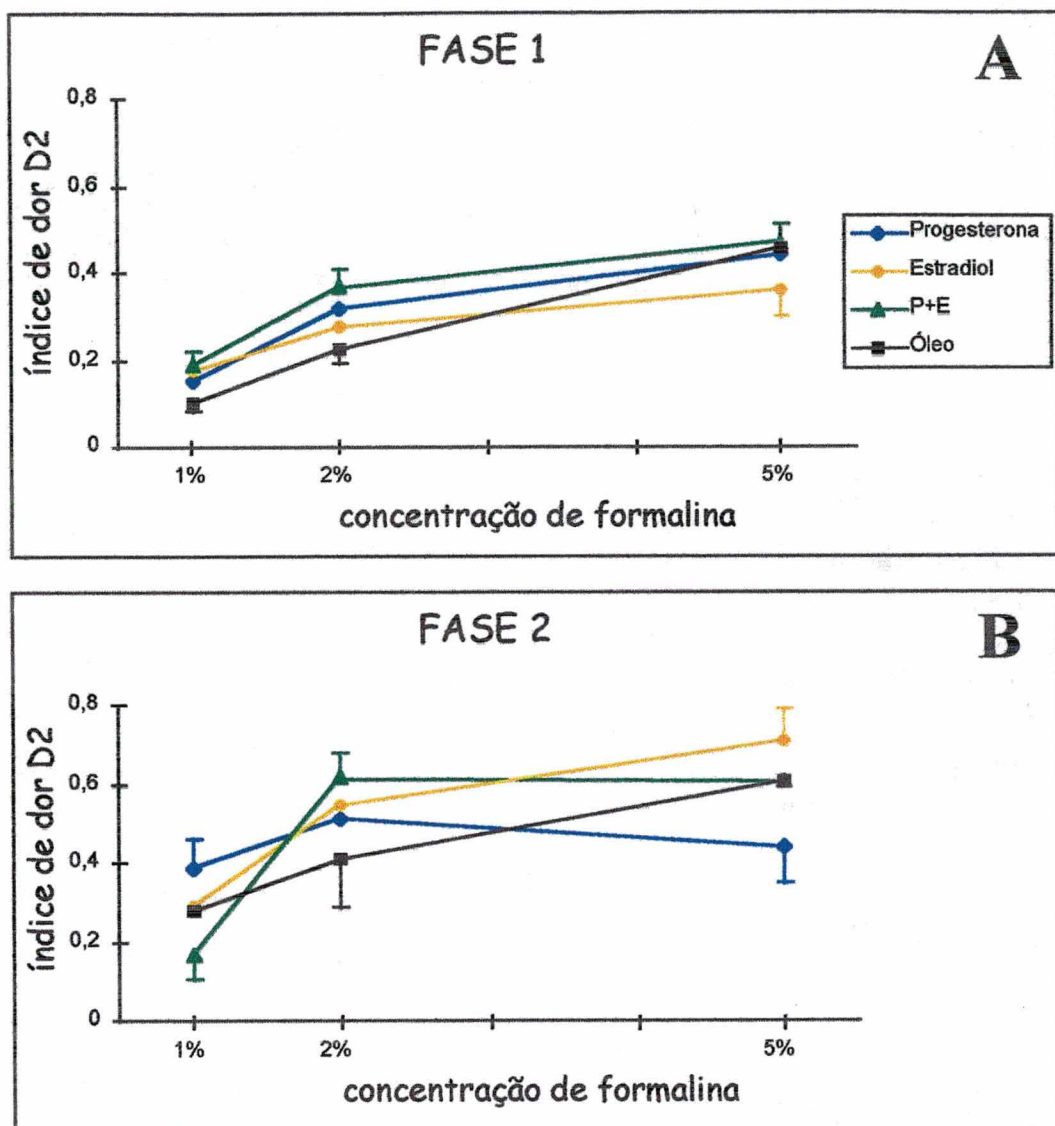 FASE 1
A
índice de dor D2
0,8
0,6
0,4
0,2
0
1%
2%
5%
concentração de formalina
Progesterona
Estradiol
P+E
Óleo
FASE 2
B
índice de dor D2
0,8
0,6
0,4
0,2
0
1%
2%
5%
concentração de formalina